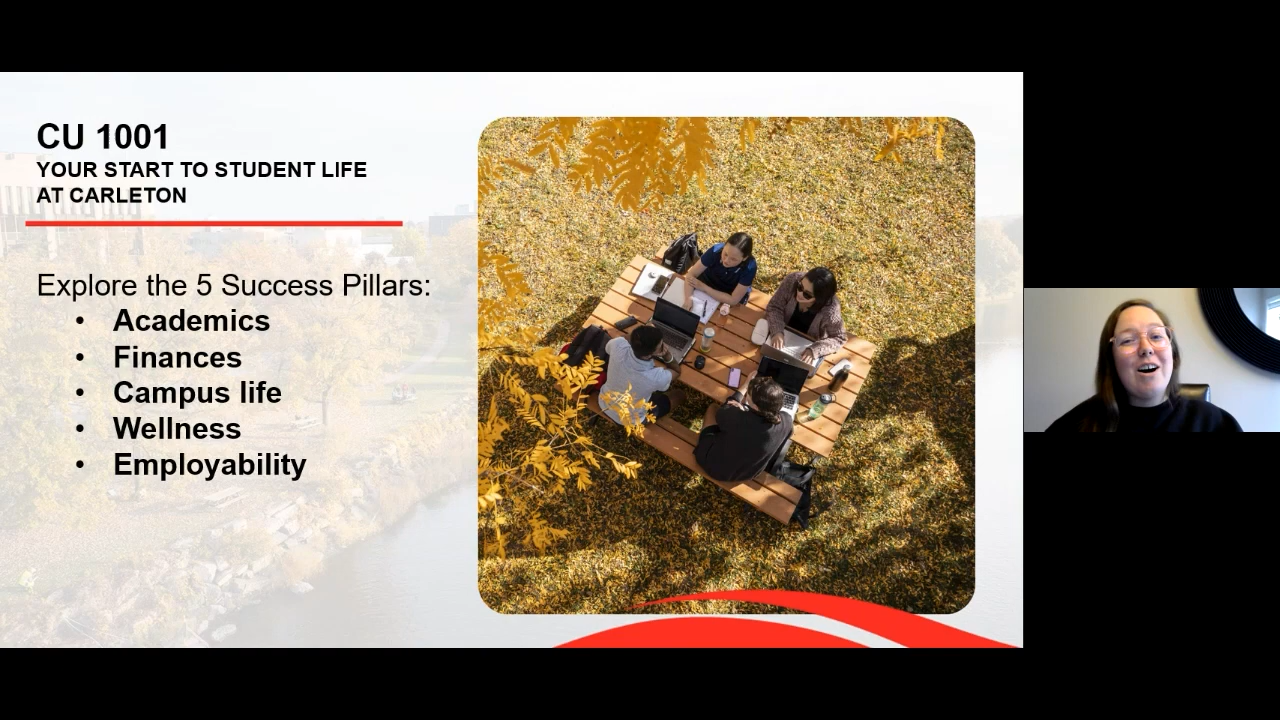 CU 1001
YOUR START TO STUDENT LIFE
AT CARLETON
Explore the 5 Success Pillars:
• Academics
• Finances
• Campus life
• Wellness
• Employability